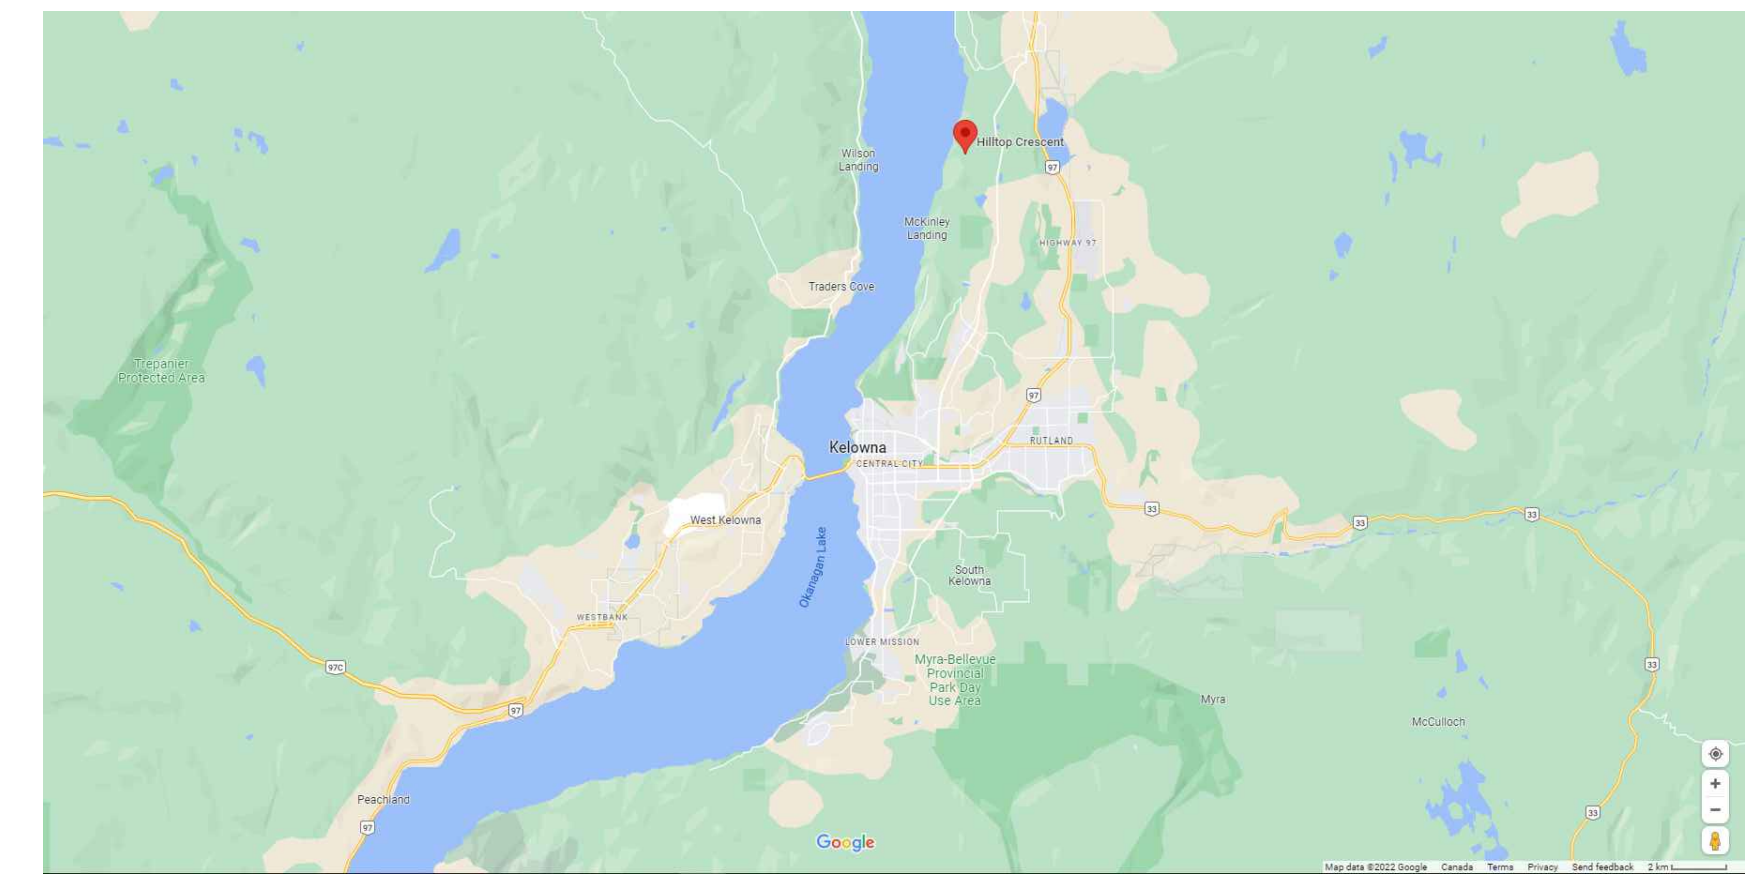 Hilltop Crescent
Wilson
Landing
97
McKinley
Landing
HIGHWAY 97
Traders Cove
Trepanier
Protected Area
97
RUTLAND
Kelowna
CENTRAL CITY
33
33
33
West Kelowna
Okanagan Lake
South
Kelowna
WESTBANK
LOWER MISSION
Myra-Bellevue
Provincial
Park Day
Use Area
97C
33
Myra
97
McCulloch
Peachland
33
97
Google
Map data ©2022 Google Canada Terms Privacy Send feedback 2 km